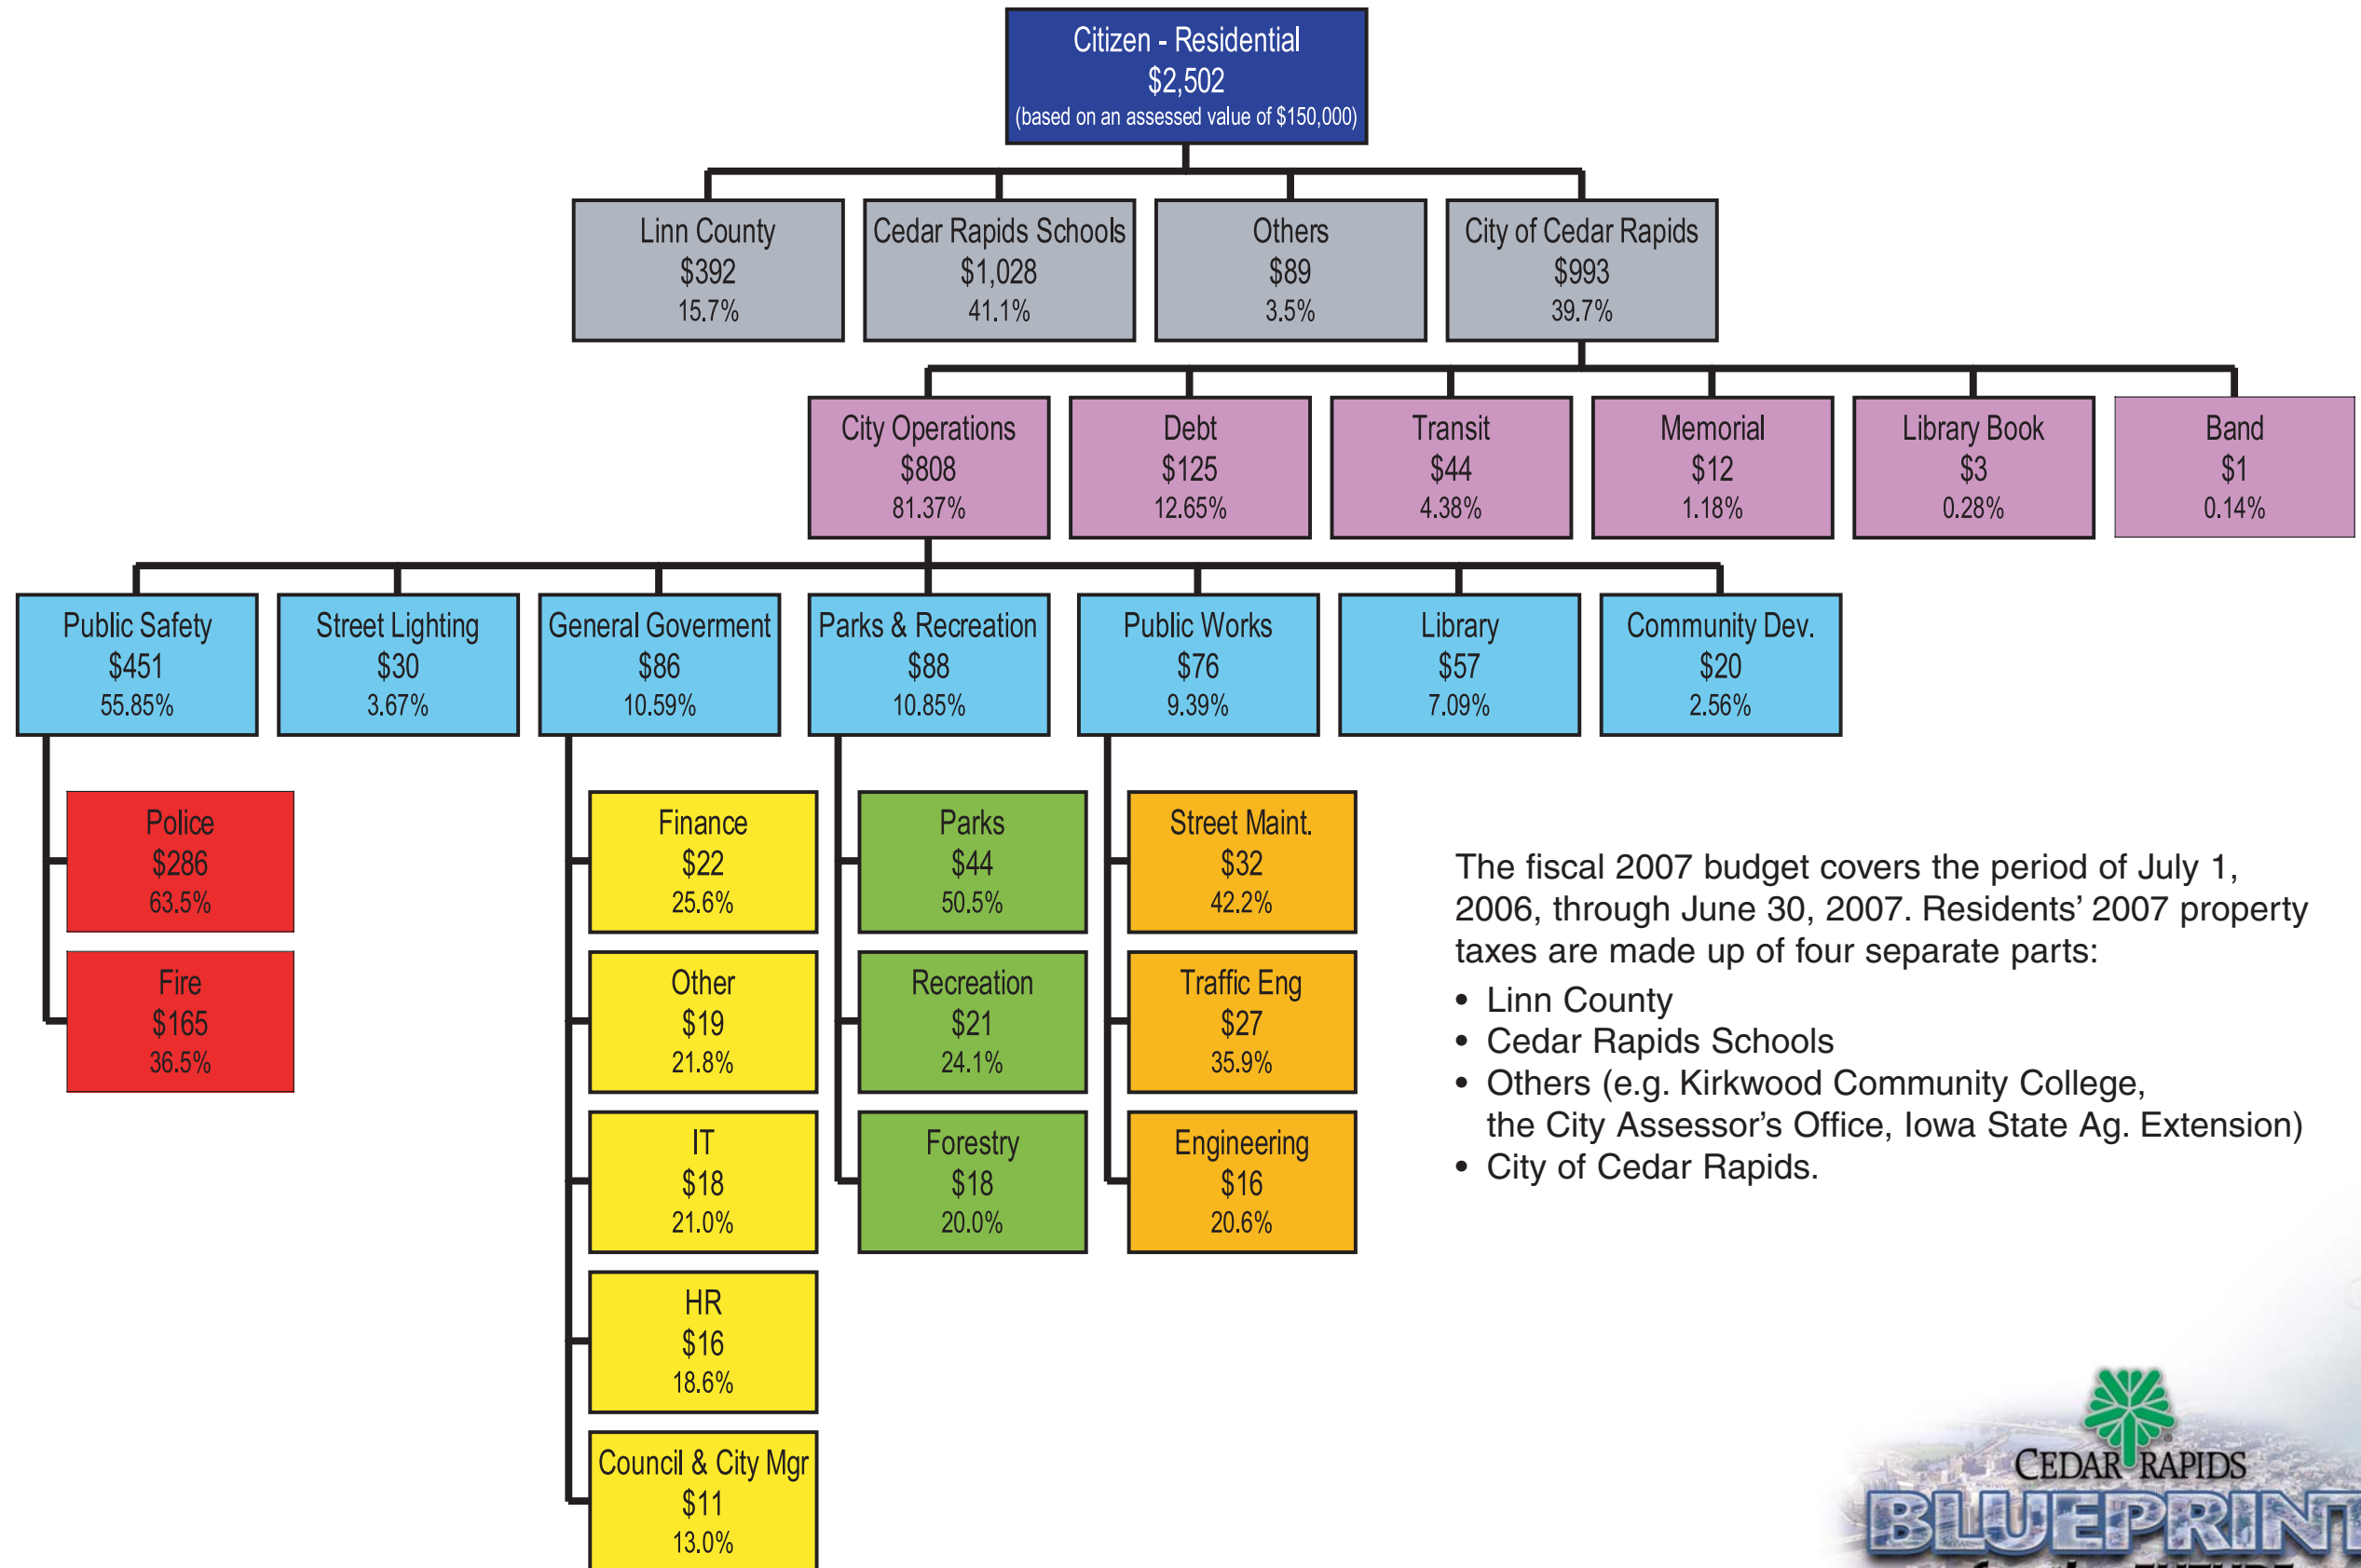 Citizen - Residential
$2,502
(based on an assessed value of $150,000)
Linn County
$392
15.7%
Cedar Rapids Schools
$1,028
41.1%
Others
$89
3.5%
City of Cedar Rapids
$993
39.7%
City Operations
$808
81.37%
Debt
$125
12.65%
Transit
$44
4.38%
Memorial
$12
1.18%
Library Book
$3
0.28%
Band
$1
0.14%
Public Safety
$451
55.85%
Street Lighting
$30
3.67%
General Goverment
$86
10.59%
Parks & Recreation
$88
10.85%
Public Works
$76
9.39%
Library
$57
7.09%
Community Dev.
$20
2.56%
Police
$286
63.5%
Fire
$165
36.5%
Finance
$22
25.6%
Other
$19
21.8%
IT
$18
21.0%
HR
$16
18.6%
Council & City Mgr
$11
13.0%
Parks
$44
50.5%
Recreation
$21
24.1%
Forestry
$18
20.0%
Street Maint.
$32
42.2%
Traffic Eng
$27
35.9%
Engineering
$16
20.6%
The fiscal 2007 budget covers the period of July 1,
2006, through June 30, 2007. Residents’ 2007 property
taxes are made up of four separate parts:
• Linn County
• Cedar Rapids Schools
• Others (e.g. Kirkwood Community College,
the City Assessor’s Office, Iowa State Ag. Extension)
• City of Cedar Rapids.
CEDAR RAPIDS
BLUEPRINT